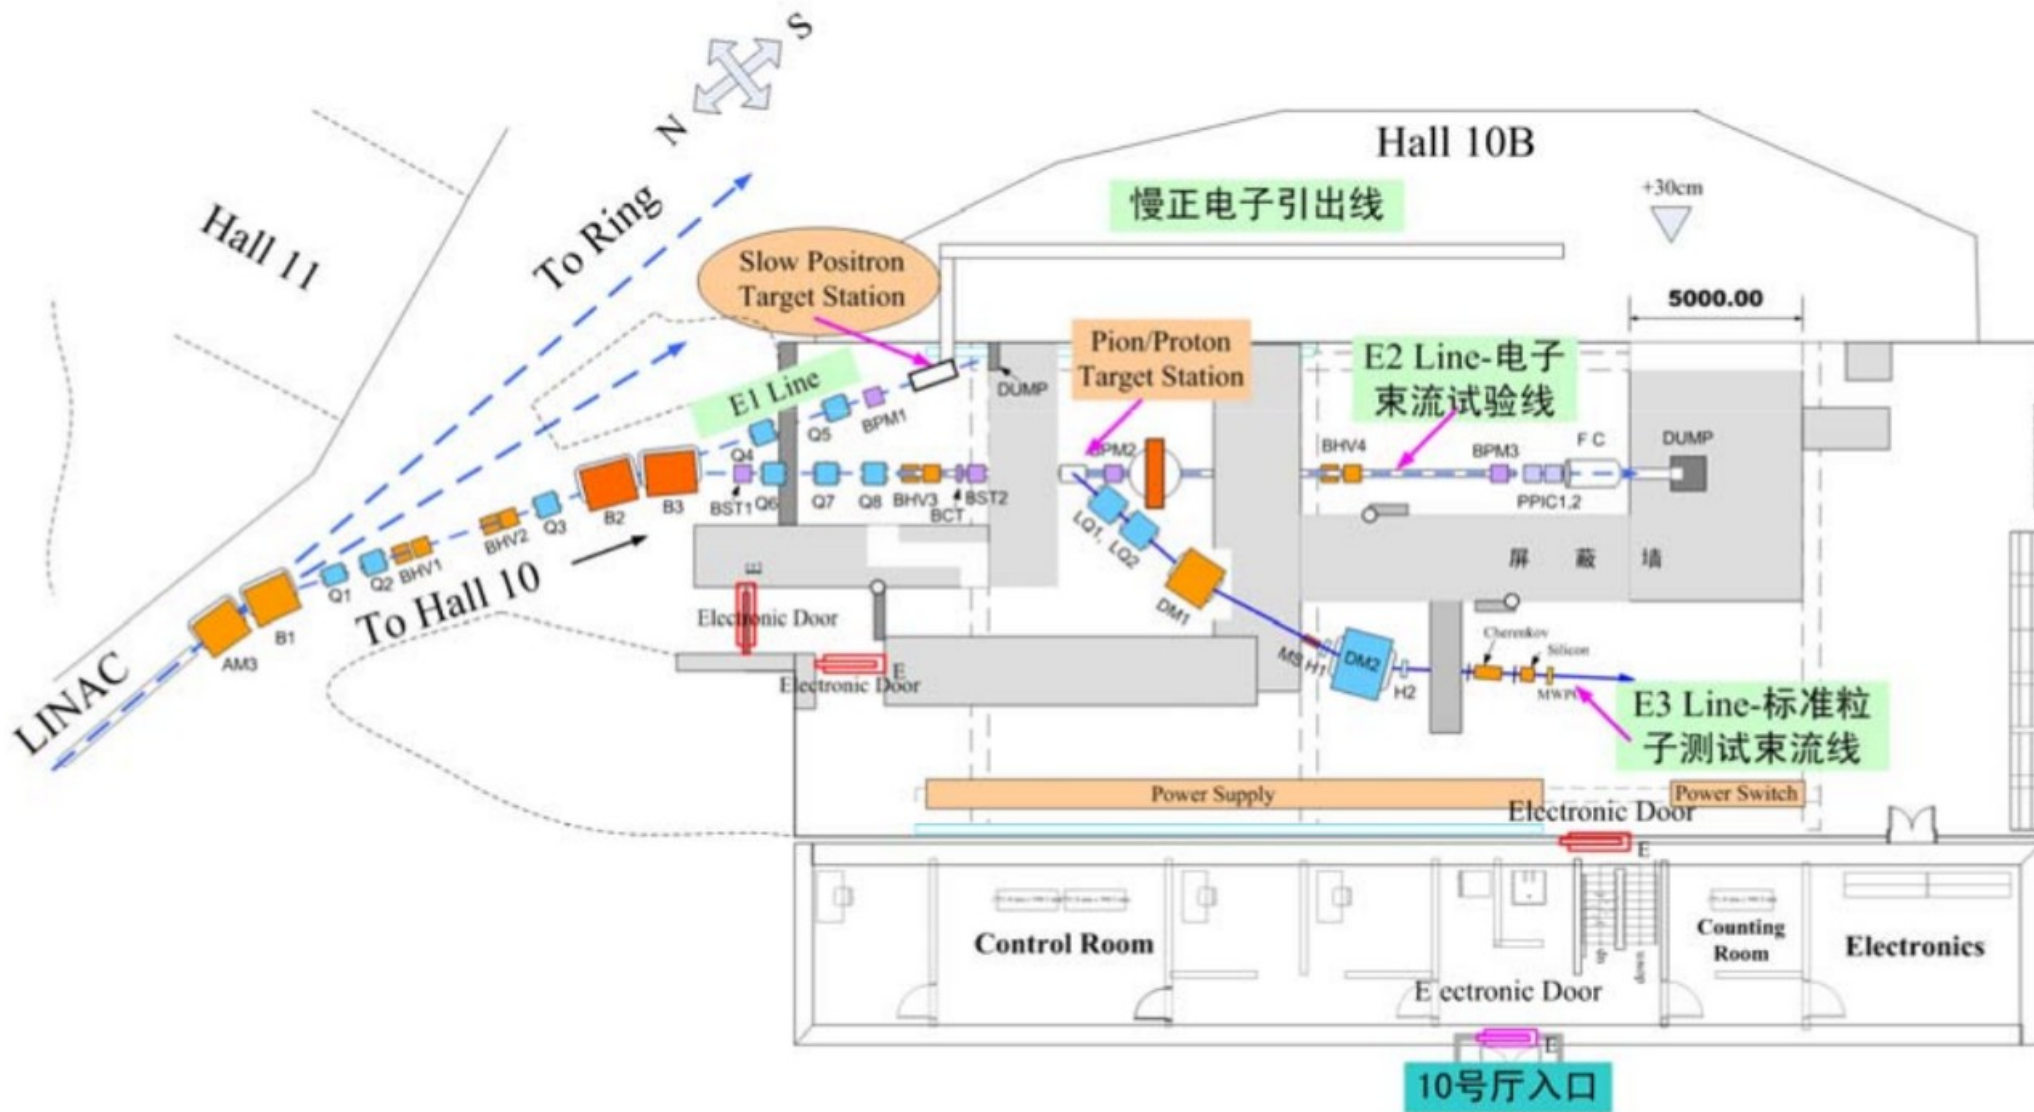 S
N
Hall 10B
+30cm
慢正电子引出线
To Ring
Hall 11
Slow Positron
Target Station
5000.00
Pion/Proton
Target Station
E2 Line-电子
束流试验线
E1 Line
DUMP
Q5
BPM1
Q4
BPM2
BHV4
BPM3
F C
DUMP
B2
B3
BST1
Q6
Q7
Q8
BHV3
BCT
BST2
PPIC1,2
Q3
BHV2
LQ1, LQ2
屏 蔽 墙
Q1
Q2
BHV1
To Hall 10
E
DM1
Electronic Door
B1
AM3
Cherenkov
Silicon
MS
H1
DM2
H2
E
Electronic Door
LINAC
E3 Line-标准粒
子测试束流线
Power Supply
Power Switch
Electronic Door
E
Control Room
Counting
Room
Electronics
up
down
E ectronic Door
E
10号厅入口